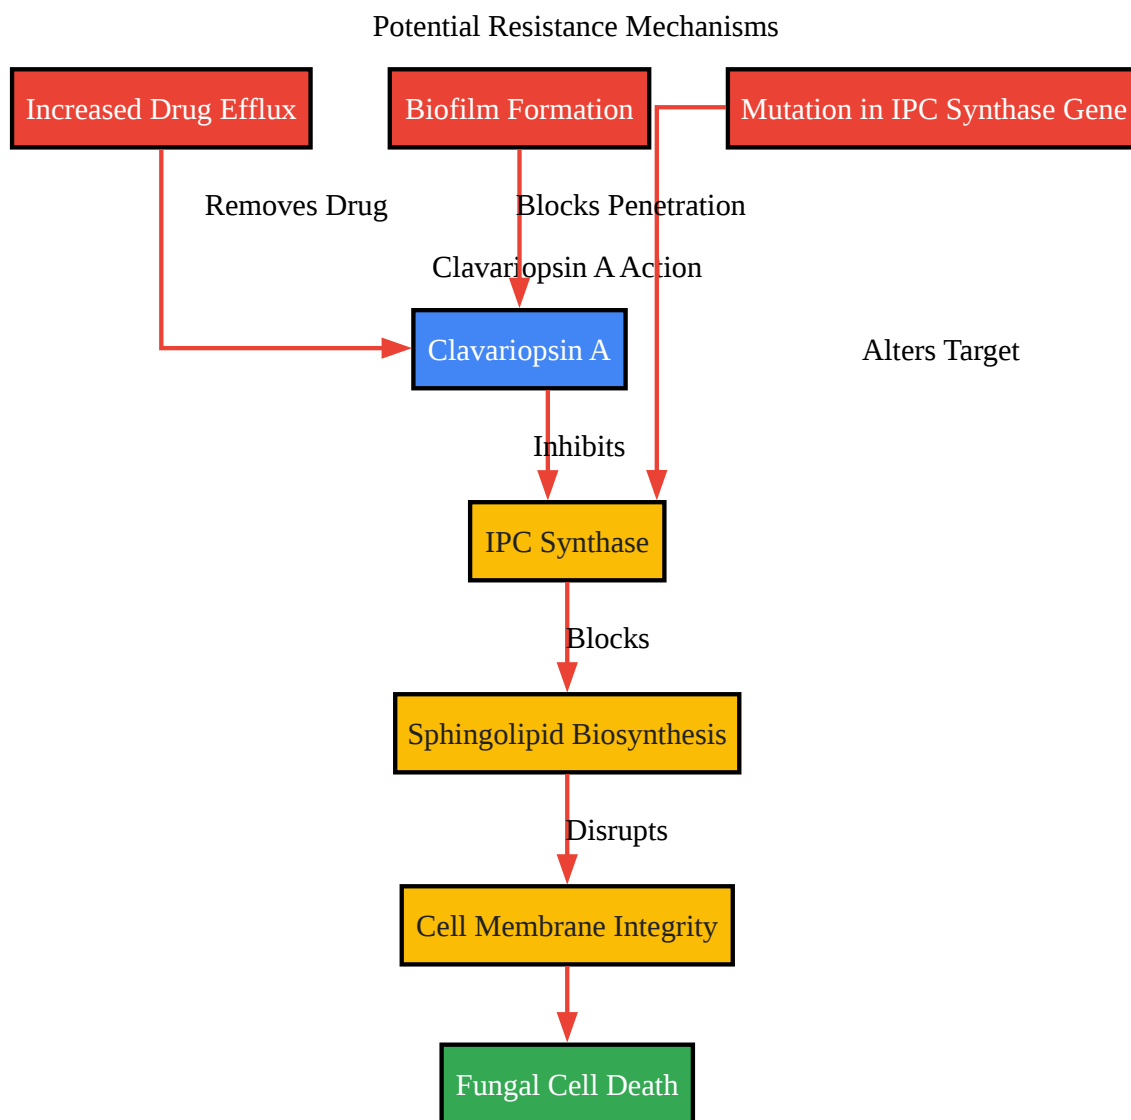 Potential Resistance Mechanisms
Increased Drug Efflux
Biofilm Formation
Mutation in IPC Synthase Gene
Removes Drug
Blocks Penetration
Clavariopsin A Action
Clavariopsin A
Alters Target
Inhibits
IPC Synthase
Blocks
Sphingolipid Biosynthesis
Disrupts
Cell Membrane Integrity
Fungal Cell Death